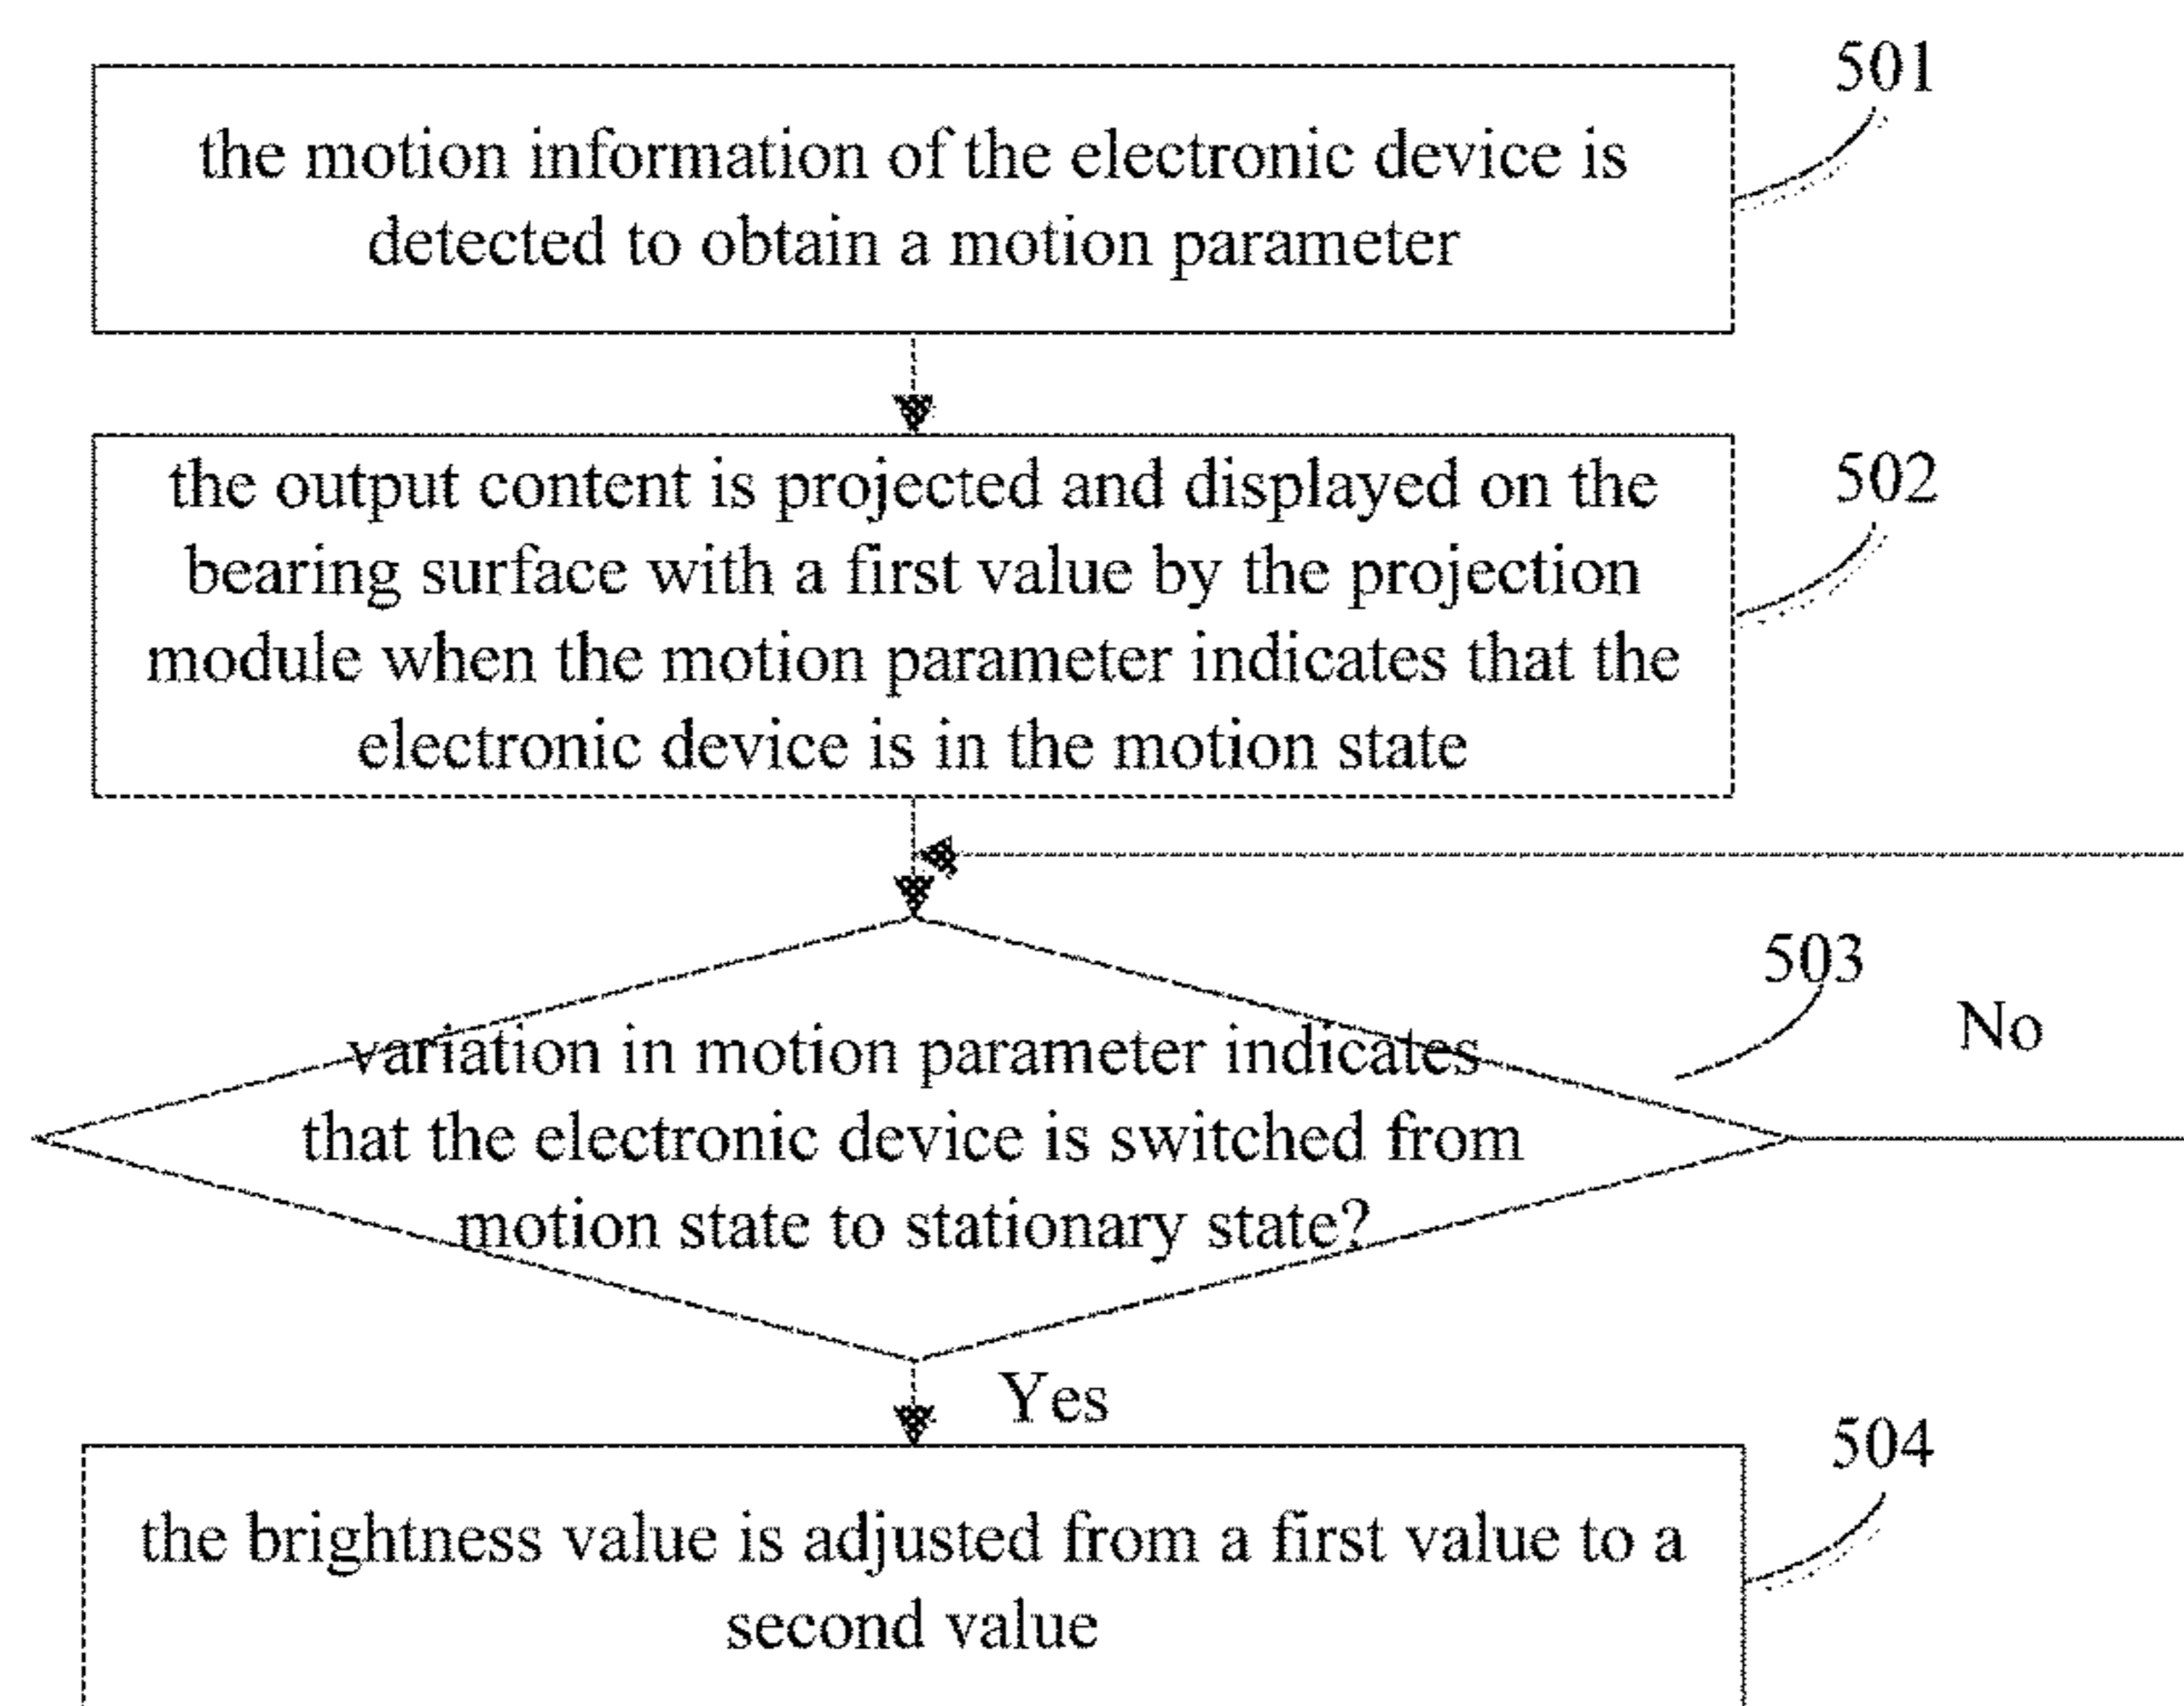 501
the motion information of the electronic device is
detected to obtain a motion parameter
502
the output content is projected and displayed on the
bearing surface with a first value by the projection
module when the motion parameter indicates that the
electronic device is in the motion state
503
No
variation in motion parameter indicates
that the electronic device is switched from
motion state to stationary state?
Yes
504
the brightness value is adjusted from a first value to a
second value